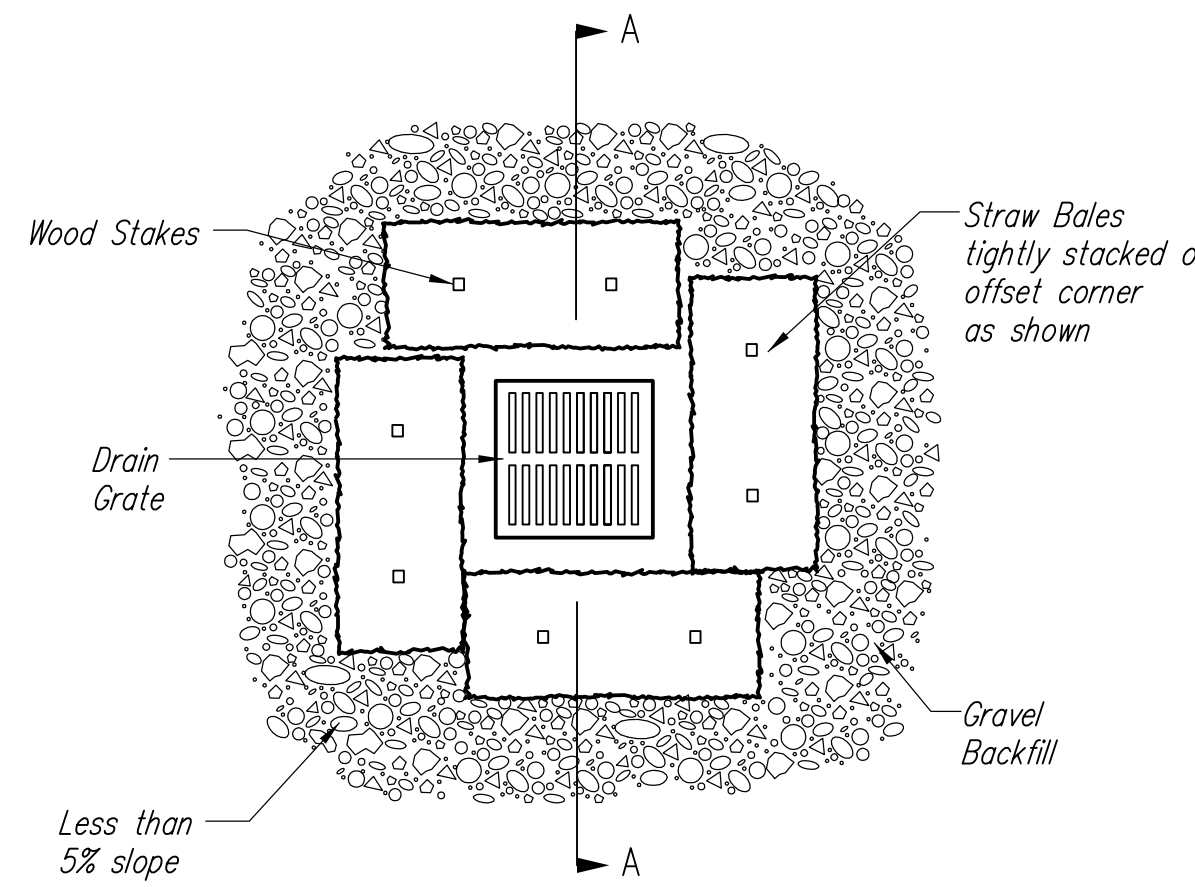 A
Wood Stakes
Straw Bales
tightly stacked
offset corner
as shown
Drain
Grate
Gravel
Backfill
Less than
5% slope
A